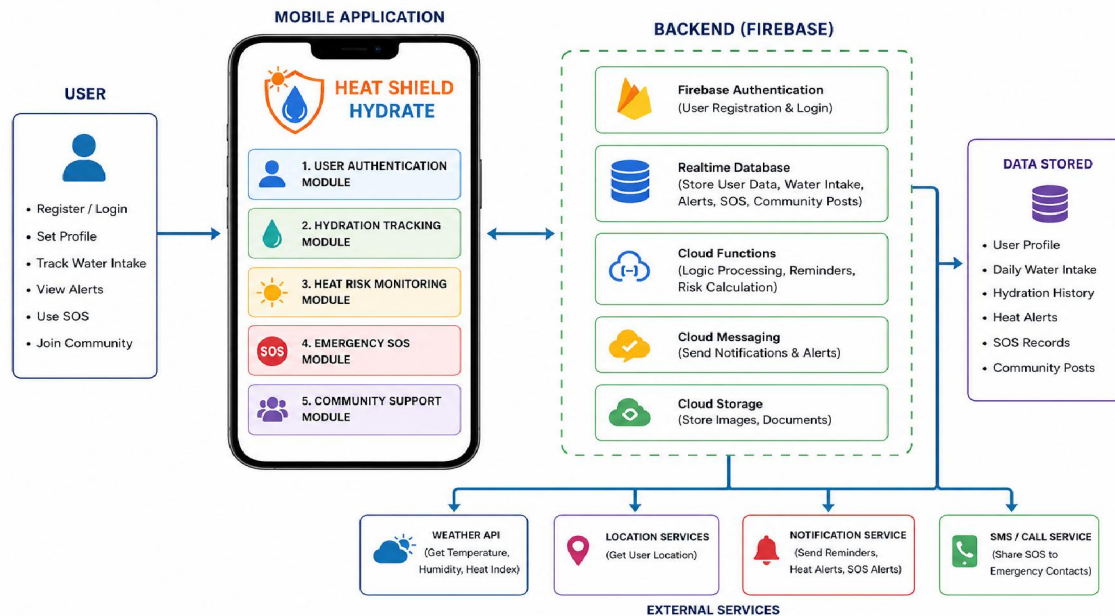 MOBILE APPLICATION
BACKEND (FIREBASE)
USER
• Register / Login
• Set Profile
• Track Water Intake
• View Alerts
• Use SOS
• Join Community
HEAT SHIELD
HYDRATE
1. USER AUTHENTICATION
MODULE
2. HYDRATION TRACKING
MODULE
3. HEAT RISK MONITORING
MODULE
SOS
4. EMERGENCY SOS
MODULE
5. COMMUNITY SUPPORT
MODULE
Firebase Authentication
(User Registration & Login)
Realtime Database
(Store User Data, Water Intake,
Alerts, SOS, Community Posts)
Cloud Functions
(Logic Processing, Reminders,
Risk Calculation)
Cloud Messaging
(Send Notifications & Alerts)
Cloud Storage
(Store Images, Documents)
DATA STORED
• User Profile
• Daily Water Intake
• Hydration History
• Heat Alerts
• SOS Records
• Community Posts
WEATHER API
(Get Temperature,
Humidity, Heat Index)
LOCATION SERVICES
(Get User Location)
NOTIFICATION SERVICE
(Send Reminders,
Heat Alerts, SOS Alerts)
SMS / CALL SERVICE
(Share SOS to
Emergency Contacts)
EXTERNAL SERVICES